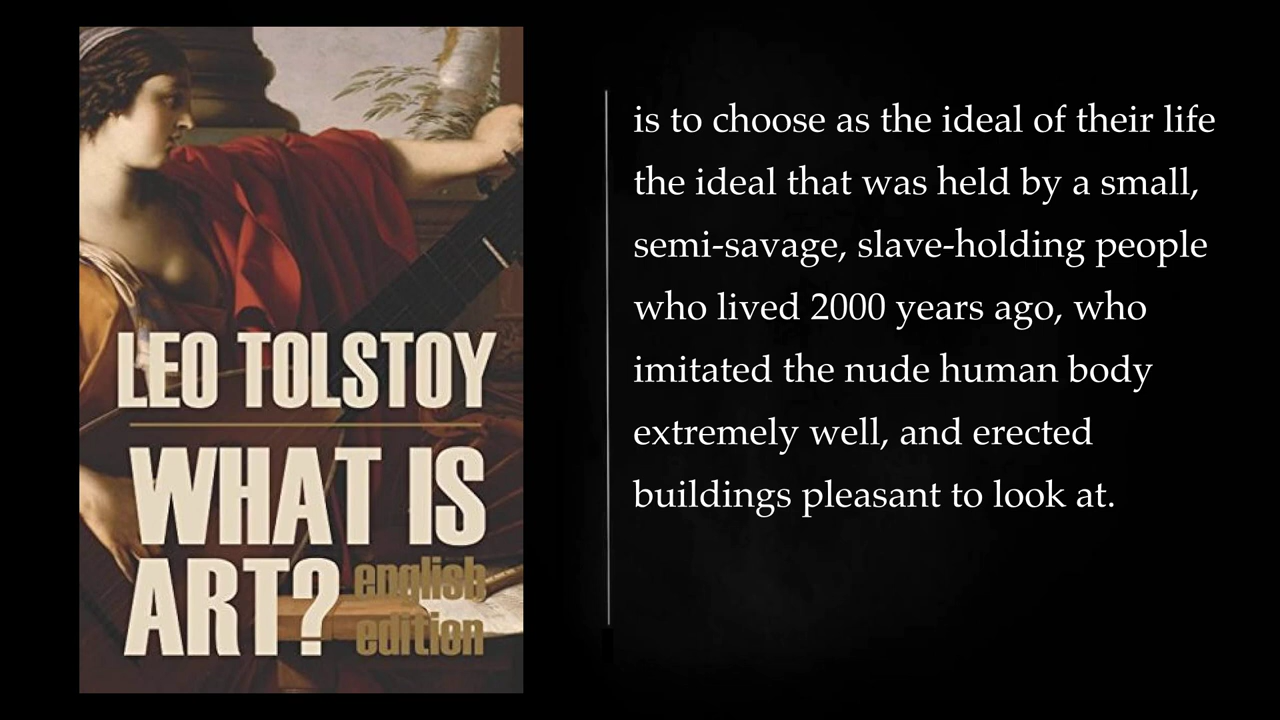 LEO TOLSTOY
WHAT IS
ART?
english
edition
is to choose as the ideal of their life
the ideal that was held by a small,
semi-savage, slave-holding people
who lived 2000 years ago, who
imitated the nude human body
extremely well, and erected
buildings pleasant to look at.